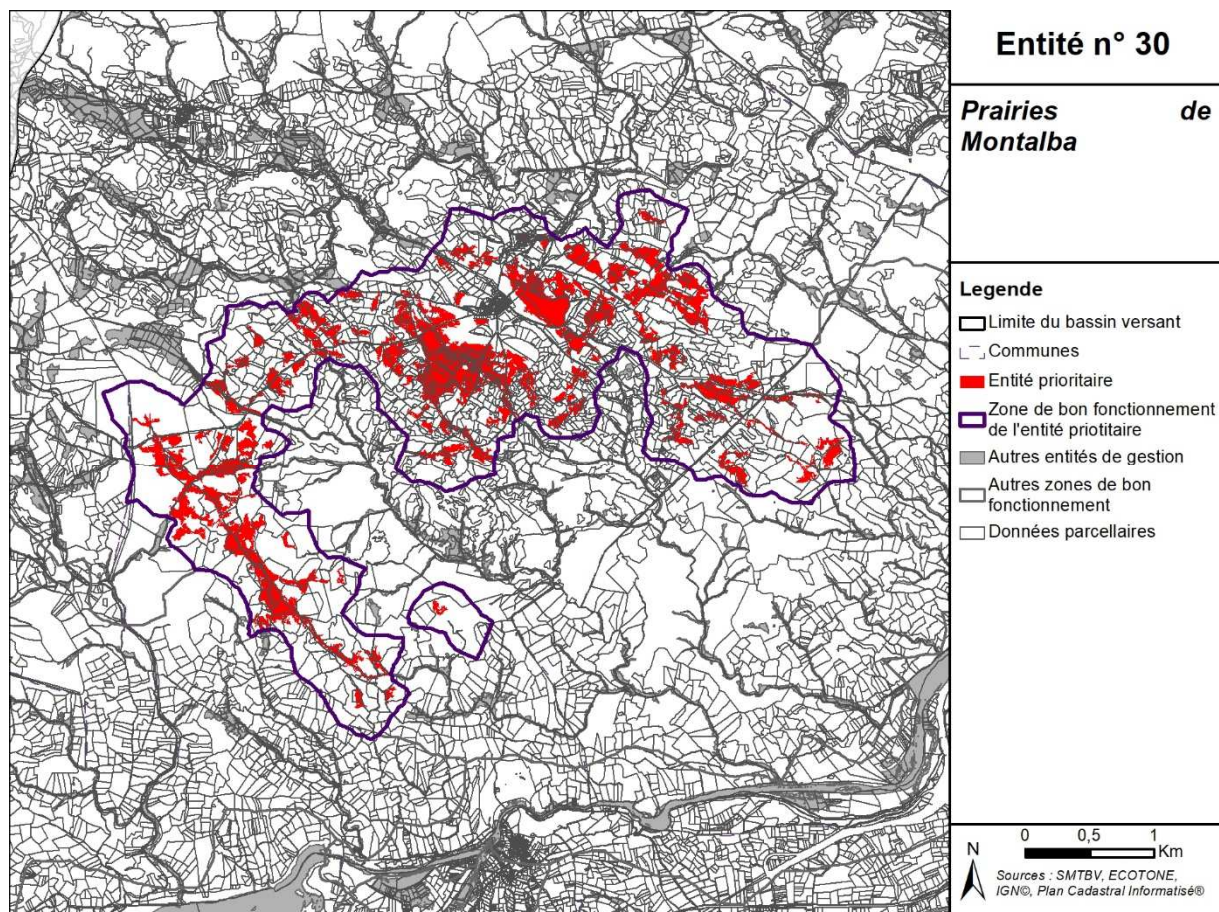 Entité n° 30
Prairies de
Montalba
Legende
Limite du bassin versant
Communes
Entité prioritaire
Zone de bon fonctionnement
de l'entité priotitaire
Autres entités de gestion
Autres zones de bon
fonctionnement
Données parcellaires
0 0,5 1
Km
N
Sources : SMTBV, ECOTONE,
IGN©, Plan Cadastral Informatisé®